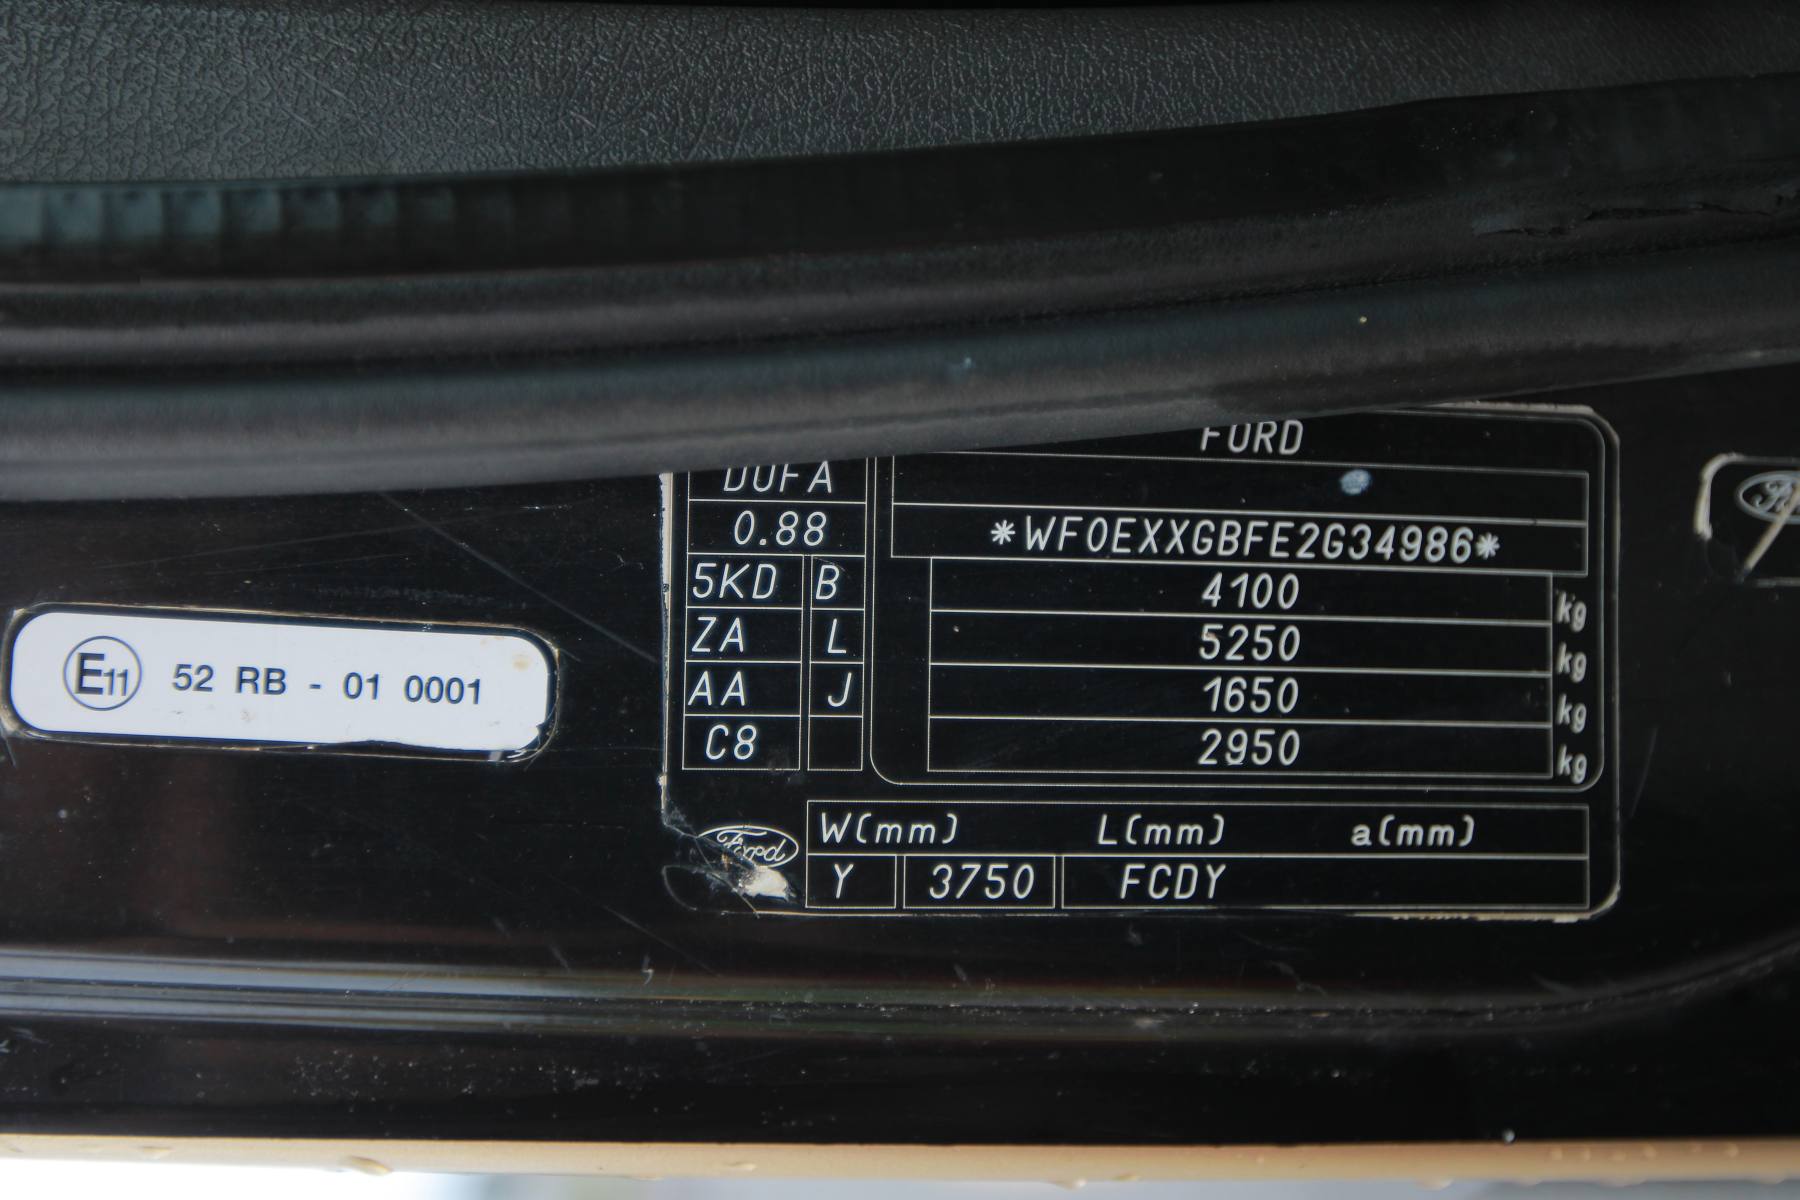 FORD
DUFA
0.88
*WF0EXXGBFE2G34986*
5KD B
4100 kg
ZA L
5250 kg
AA J
1650 kg
C8
2950 kg
E11 52 RB - 01 0001
Ford
W(mm) L(mm) a(mm)
Y 3750 FCDY